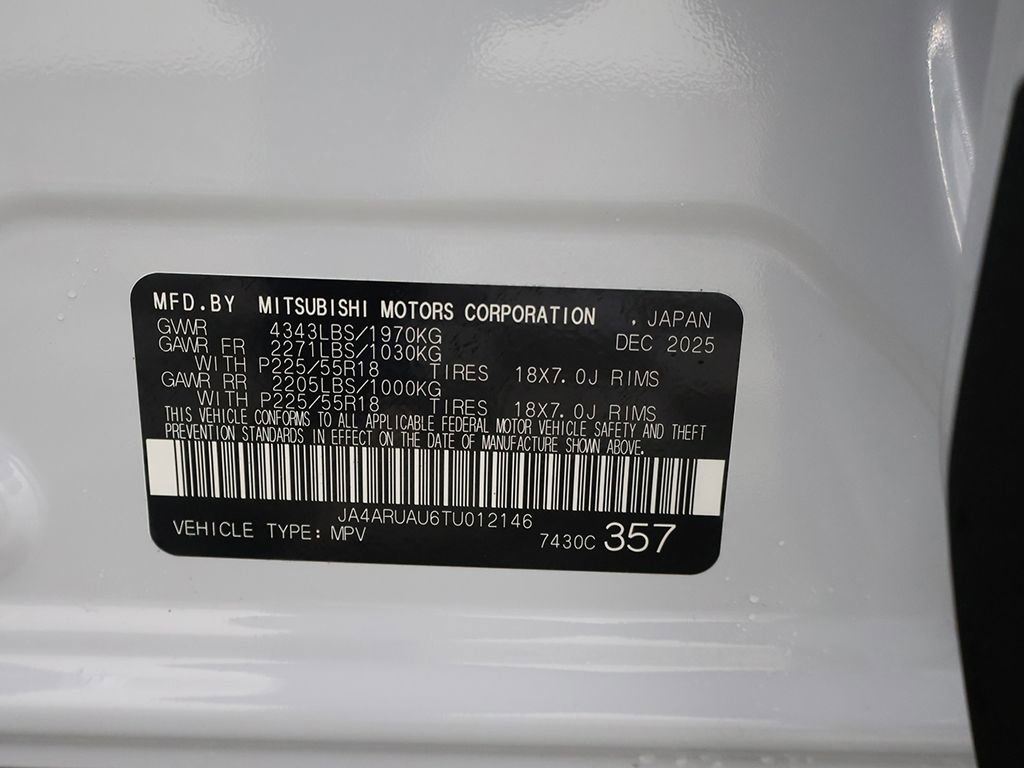 MFD.BY MITSUBISHI MOTORS CORPORATION , JAPAN
GWWR 4343LBS/1970KG DEC 2025
GAWR FR 2271LBS/1030KG
WITH P225/55R18 TIRES 18X7.0J RIMS
GAWR RR 2205LBS/1000KG
WITH P225/55R18 TIRES 18X7.0J RIMS
THIS VEHICLE CONFORMS TO ALL APPLICABLE FEDERAL MOTOR VEHICLE SAFETY AND THEFT
PREVENTION STANDARDS IN EFFECT ON THE DATE OF MANUFACTURE SHOWN ABOVE.
JA4ARUAU6TU012146
VEHICLE TYPE: MPV 7430C 357